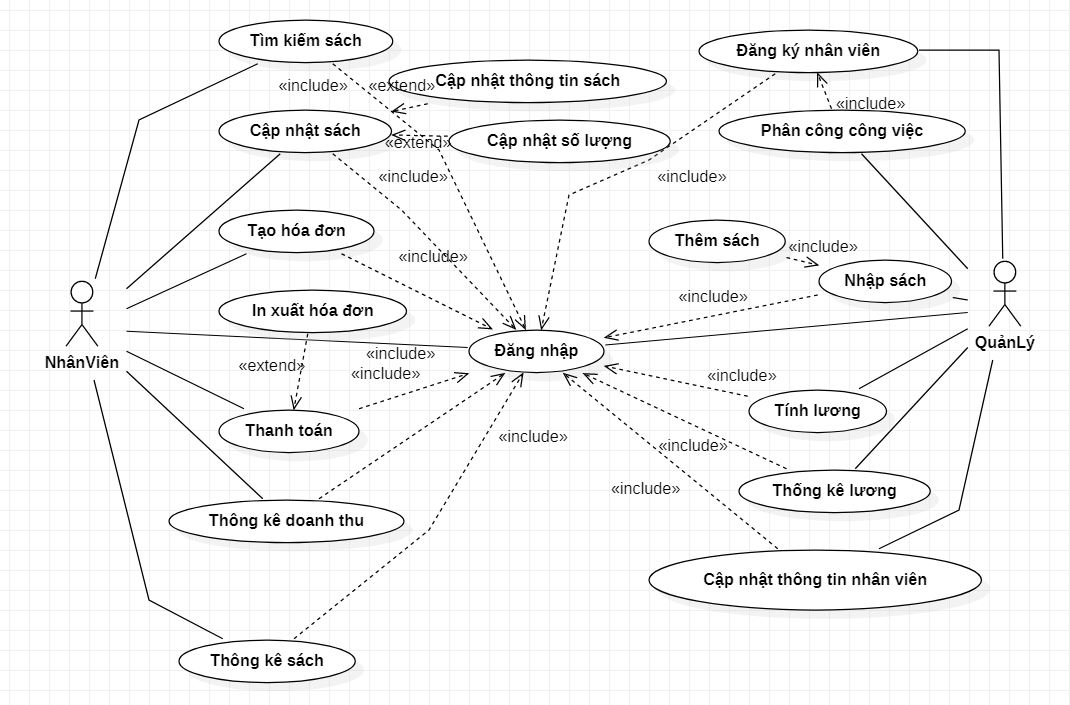 Tìm kiếm sách
Đăng ký nhân viên
«include»
«extend»
Cập nhật thông tin sách
«include»
Cập nhật sách
«extend»
Cập nhật số lượng
Phân công công việc
«include»
«include»
Tạo hóa đơn
«include»
Thêm sách
«include»
Nhập sách
«include»
In xuất hóa đơn
Đăng nhập
NhânViên
QuảnLý
«include»
«extend»
«include»
«include»
Thanh toán
Tính lương
«include»
«include»
Thông kê doanh thu
Thống kê lương
«include»
Cập nhật thông tin nhân viên
Thông kê sách